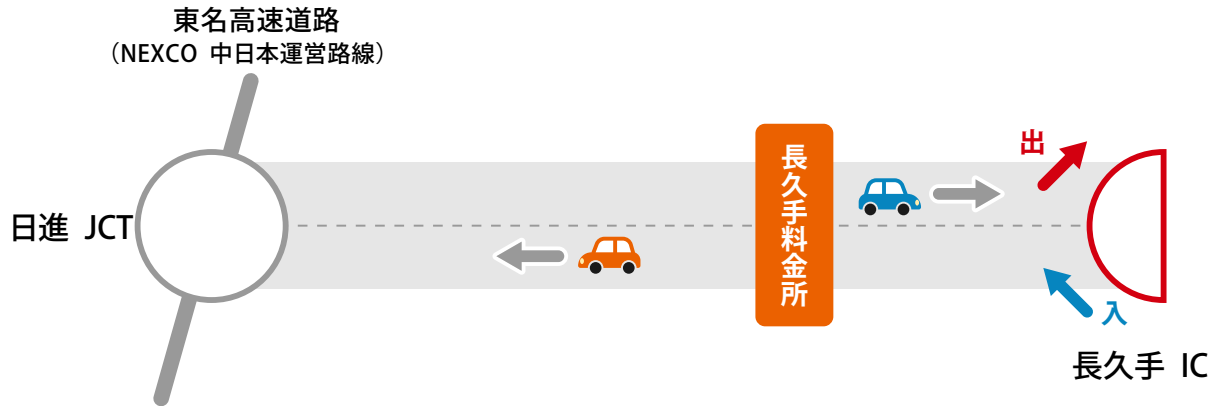 東名高速道路
（NEXCO 中日本運営路線）
日進 JCT
長久手料金所
出
入
長久手 IC